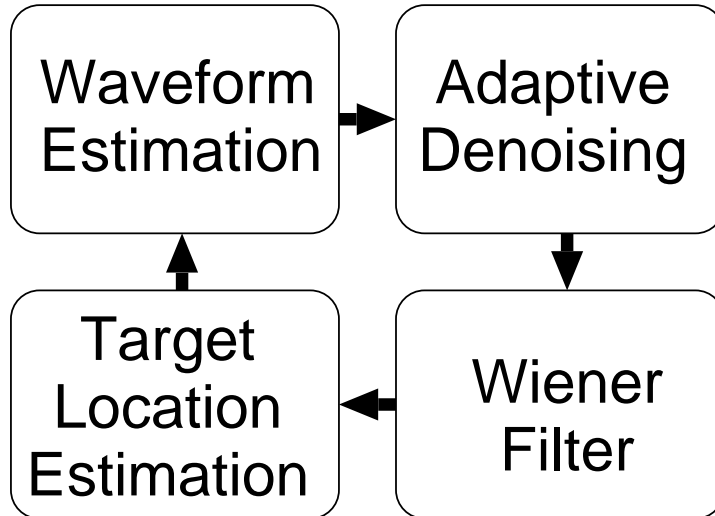 Waveform
Estimation
Adaptive
Denoising
Target
Location
Estimation
Wiener
Filter